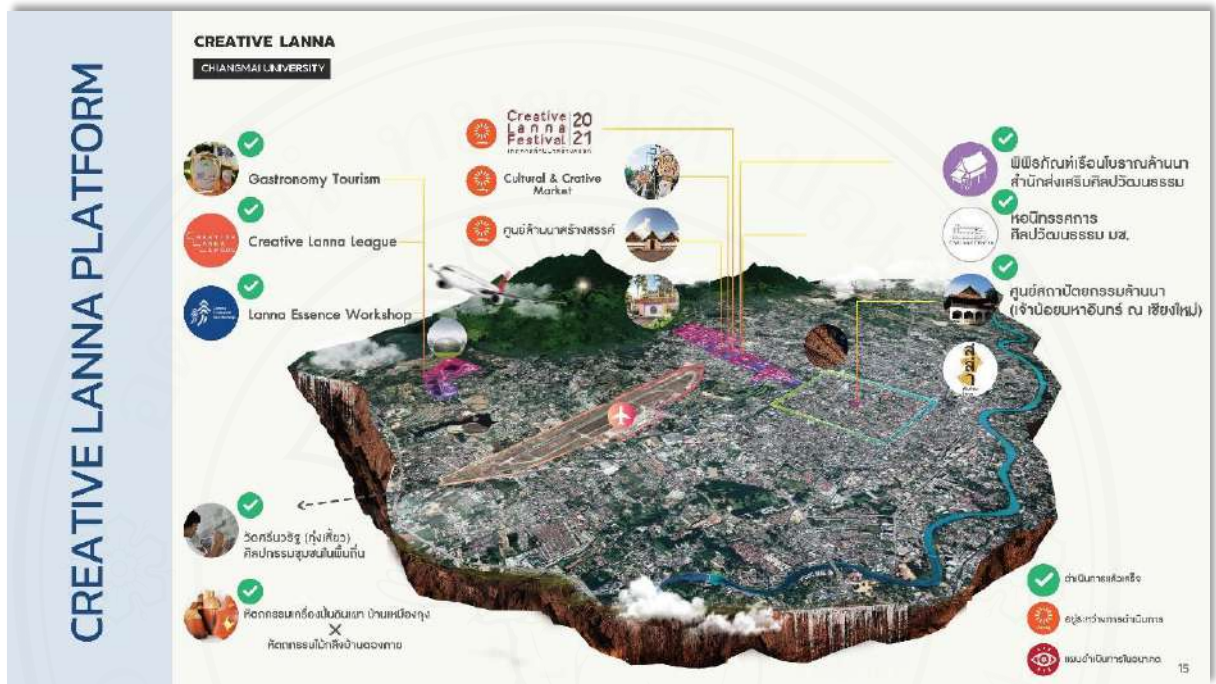 CREATIVE LANNA PLATFORM
CREATIVE LANNA
CHIANGMAI UNIVERSITY
Gastronomy Tourism
Creative Lanna League
Lanna Essence Workshop
Creative 20
Lanna
Festival 21
Cultural & Crative
Market
ศูนย์ล้านนาสร้างสรรค์
พิพิธภัณฑ์เรือนโบราณล้านนา
สำนักส่งเสริมศิลปวัฒนธรรม
หอนิทรรศการ
ศิลปวัฒนธรรม มช.
ศูนย์สถาปัตยกรรมล้านนา
(เจ้าน้อยมหาอินทร์ ณ เชียงใหม่)
วัดศรีนวรัฐ (ทุ่งเสี้ยว)
ศิลปกรรมชุมชนในพื้นถิ่น
หัตถกรรมเครื่องปั้นดินเผา บ้านเหมืองกุง
×
หัตถกรรมไม้กลึงบ้านดอนถาย
ดำเนินการแล้วเสร็จ
อยู่ระหว่างการดำเนินการ
แผนดำเนินการในอนาคต
15